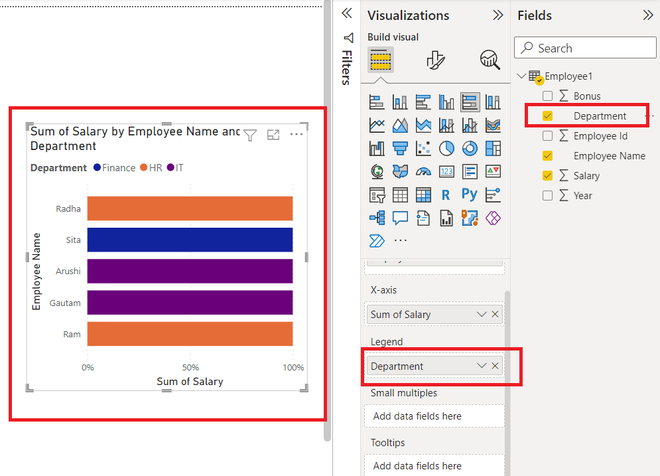 Sum of Salary by Employee Name and
Department
Department Finance HR IT
Employee Name
Radha
Sita
Arushi
Gautam
Ram
0% 50% 100%
Sum of Salary
Filters
Visualizations
Build visual
123
R Py
X-axis
Sum of Salary
Legend
Department
Small multiples
Add data fields here
Tooltips
Add data fields here
Fields
Search
Employee1
Bonus
Department
Employee Id
Employee Name
Salary
Year